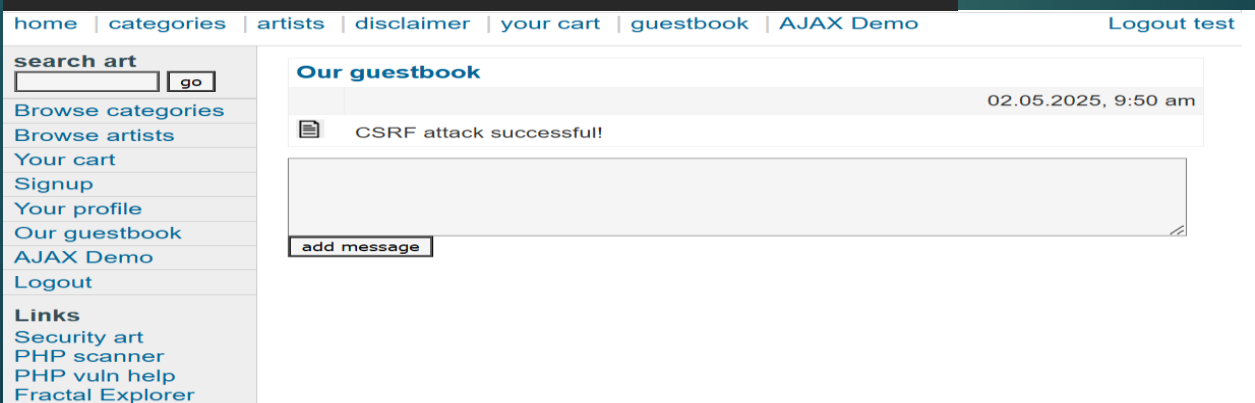 home | categories | artists | disclaimer | your cart | guestbook | AJAX Demo Logout test
search art
go
Browse categories
Browse artists
Your cart
Signup
Your profile
Our guestbook
AJAX Demo
Logout
Links
Security art
PHP scanner
PHP vuln help
Fractal Explorer
Our guestbook
02.05.2025, 9:50 am
CSRF attack successful!
add message